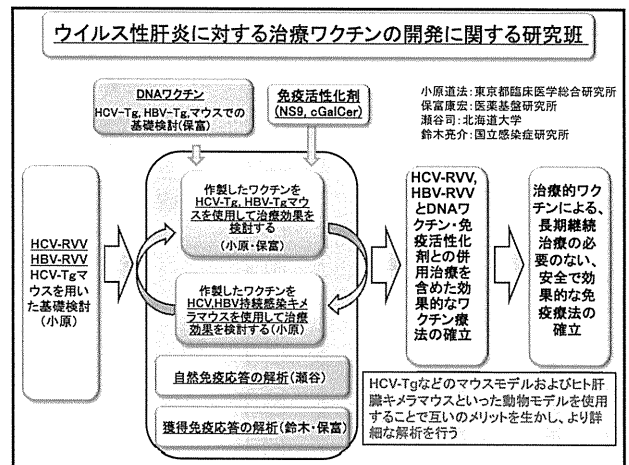 ウイルス性肝炎に対する治療ワクチンの開発に関する研究班
DNAワクチン
HCV-Tg, HBV-Tg,マウスでの
基礎検討(保富)
免疫活性化剤
(NS9, cGalCer)
小原道法:東京都臨床医学総合研究所
保富康宏:医薬基盤研究所
瀬谷司:北海道大学
鈴木亮介:国立感染症研究所
HCV-RVV
HBV-RVV
HCV-Tgマウ
スを用い
た基礎検討
(小原)
作製したワクチンを
HCV-Tg, HBV-Tgマウ
スを使用して治療効果を
検討する
(小原・保富)
作製したワクチンを
HCV,HBV持続感染キメ
ラマウスを使用して治療
効果を検討する(小原)
自然免疫応答の解析(瀬谷)
獲得免疫応答の解析(鈴木・保富)
HCV-RVV,
HBV-RVV
とDNAワ
クチン・免
疫活性化
剤との併
用治療を
含めた効
果的なワ
クチン療
法の確立
治療的ワク
チンによる、
長期継続
治療の必
要のない、
安全で効
果的な免
疫療法の
確立
HCV-Tgなどのマウスモデルおよびヒト肝
臓キメラマウスといった動物モデルを使用
することで互いのメリットを生かし、より詳
細な解析を行う